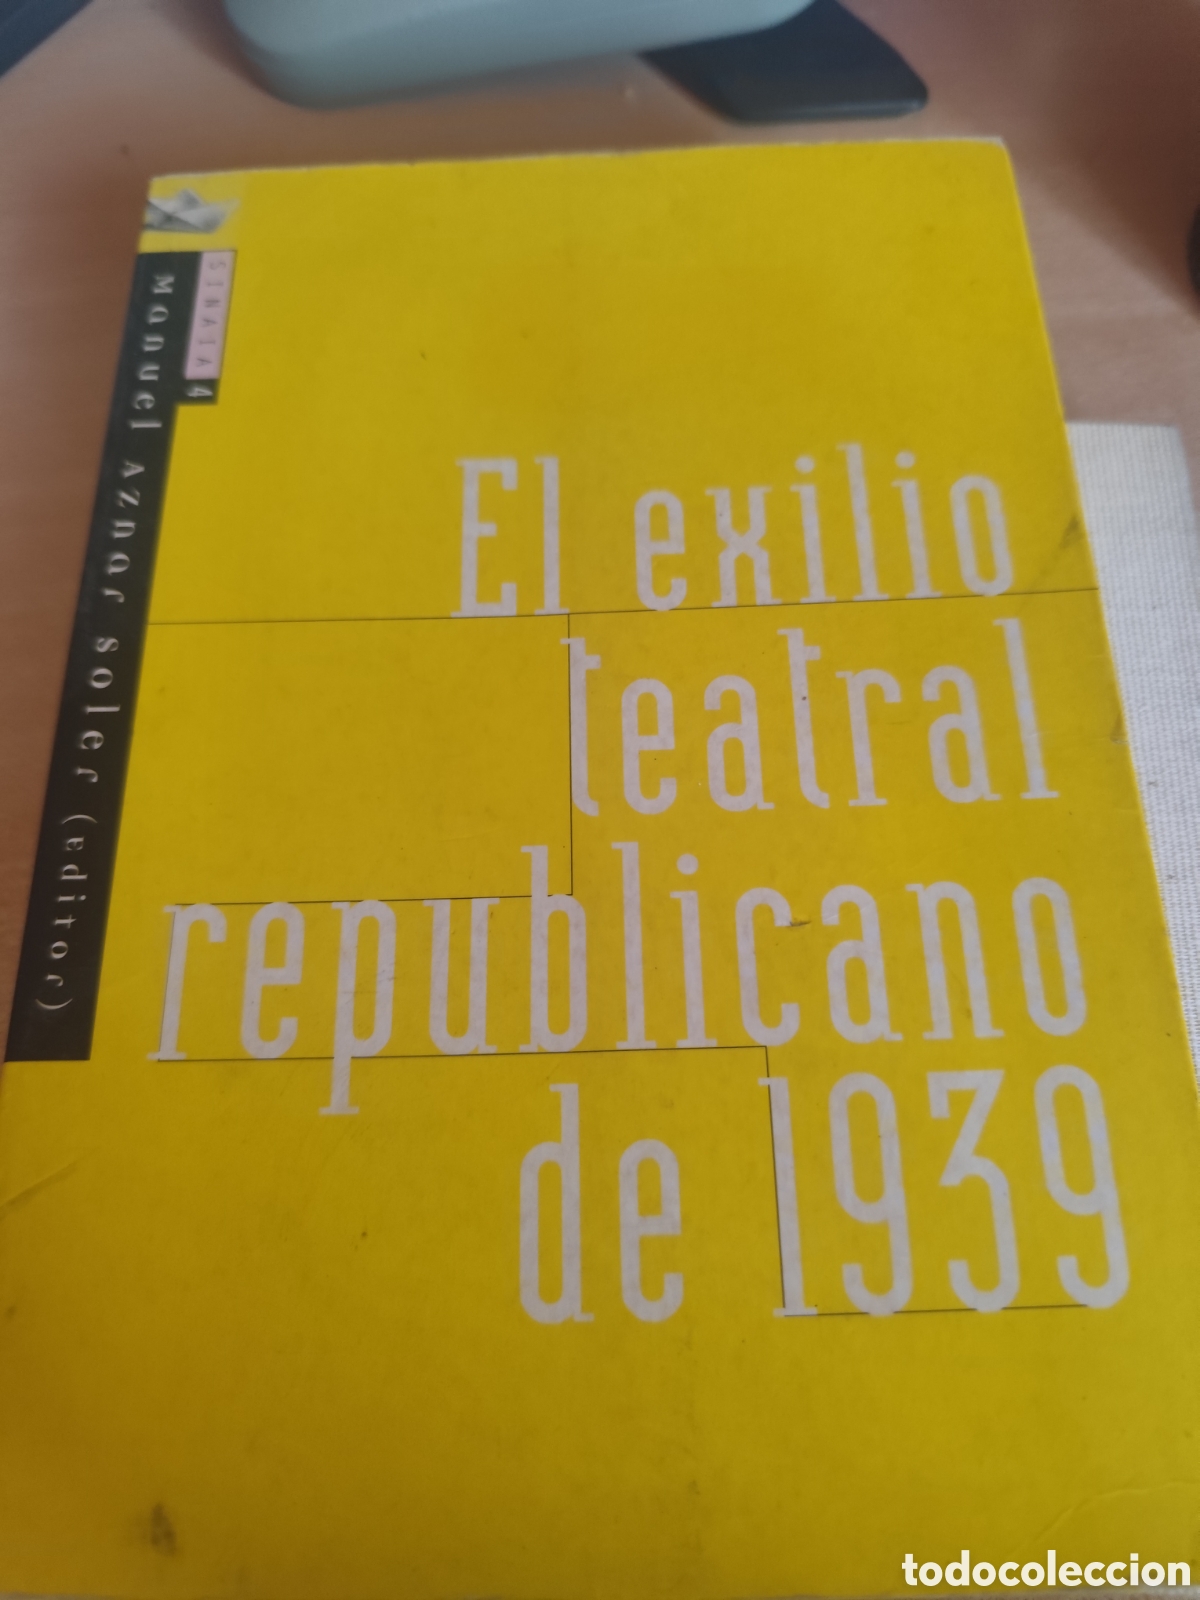 SINAIA 4
Manuel Aznar Soler (Editor)
El exilio
teatral
republicano
de 1939
todocoleccion